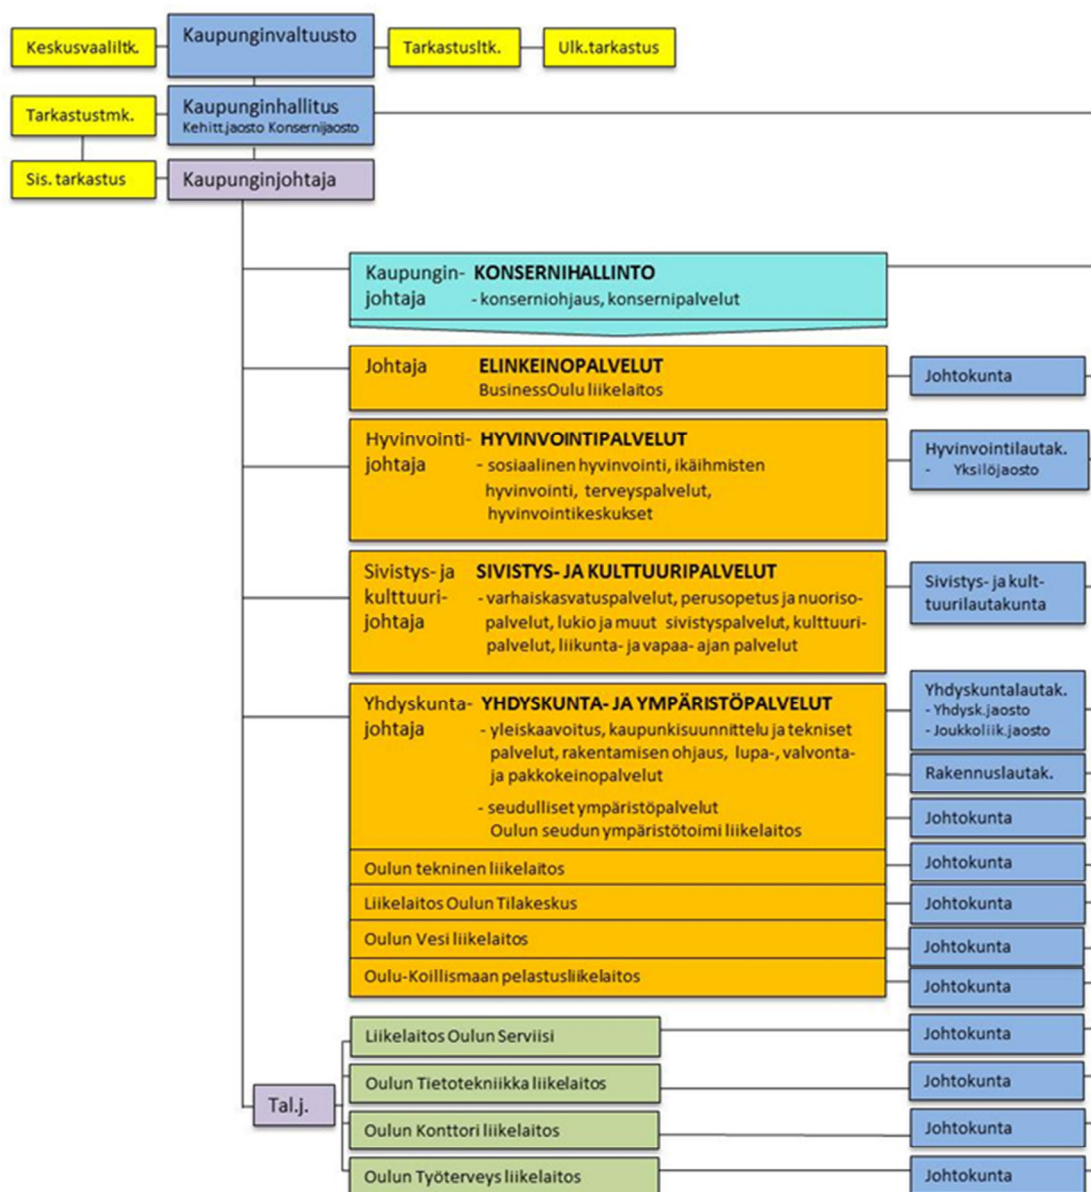 Keskusvaaliltk.
Kaupunginvaltuusto
Tarkastusltk.
Ulk.tarkastus
Tarkastustmk.
Kaupunginhallitus
Kehitt.jaosto Konsernijaosto
Sis. tarkastus
Kaupunginjohtaja
Kaupungin- KONSERNIHALLINTO
johtaja - konserniohjaus, konsernipalvelut
Johtaja ELINKEINOPALVELUT
BusinessOulu liikelaitos
Johtokunta
Hyvinvointi- HYVINVOINTIPALVELUT
johtaja - sosiaalinen hyvinvointi, ikäihmisten
hyvinvointi, terveyspalvelut,
hyvinvointikeskukset
Hyvinvointilautak.
- Yksilöjaosto
Sivistys- ja SIVISTYS- JA KULTTUURIPALVELUT
kulttuuri- - varhaiskasvatuspalvelut, perusopetus ja nuoriso-
johtaja palvelut, lukio ja muut sivistyspalvelut, kulttuuri-
palvelut, liikunta- ja vapaa- ajan palvelut
Sivistys- ja kult-
tuurilautakunta
Yhdyskunta- YHDYSKUNTA- JA YMPÄRISTÖPALVELUT
johtaja - yleiskaavoitus, kaupunkisuunnittelu ja tekniset
palvelut, rakentamisen ohjaus, lupa-, valvonta-
ja pakkokeinopalvelut
- seudulliset ympäristöpalvelut
Oulun seudun ympäristötoimi liikelaitos
Yhdyskuntalautak.
- Yhdysk.jaosto
- Joukkoliik.jaosto
Rakennuslautak.
Johtokunta
Oulun tekninen liikelaitos
Johtokunta
Liikelaitos Oulun Tilakeskus
Johtokunta
Oulun Vesi liikelaitos
Johtokunta
Oulu-Koillismaan pelastusliikelaitos
Johtokunta
Tal.j.
Liikelaitos Oulun Serviisi
Johtokunta
Oulun Tietotekniikka liikelaitos
Johtokunta
Oulun Konttori liikelaitos
Johtokunta
Oulun Työterveys liikelaitos
Johtokunta